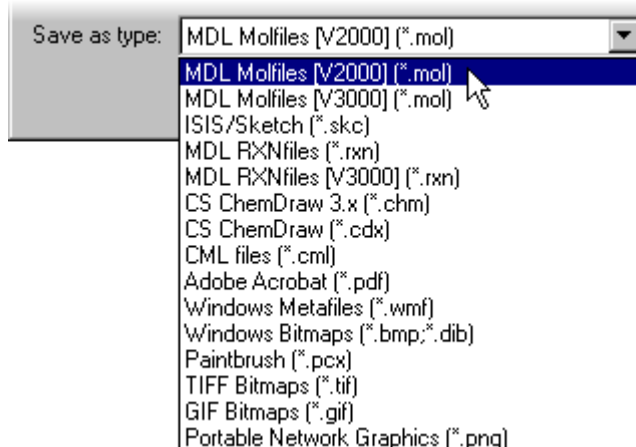 Save as type: MDL Molfiles [V2000] (*.mol)
MDL Molfiles [V2000] (*.mol)
MDL Molfiles [V3000] (*.mol)
ISIS/Sketch (*.skc)
MDL RXNfiles (*.rxn)
MDL RXNfiles [V3000] (*.rxn)
CS ChemDraw 3.x (*.chm)
CS ChemDraw (*.cdx)
CML files (*.cml)
Adobe Acrobat (*.pdf)
Windows Metafiles (*.wmf)
Windows Bitmaps (*.bmp;*.dib)
Paintbrush (*.pcx)
TIFF Bitmaps (*.tif)
GIF Bitmaps (*.gif)
Portable Network Graphics (*.png)